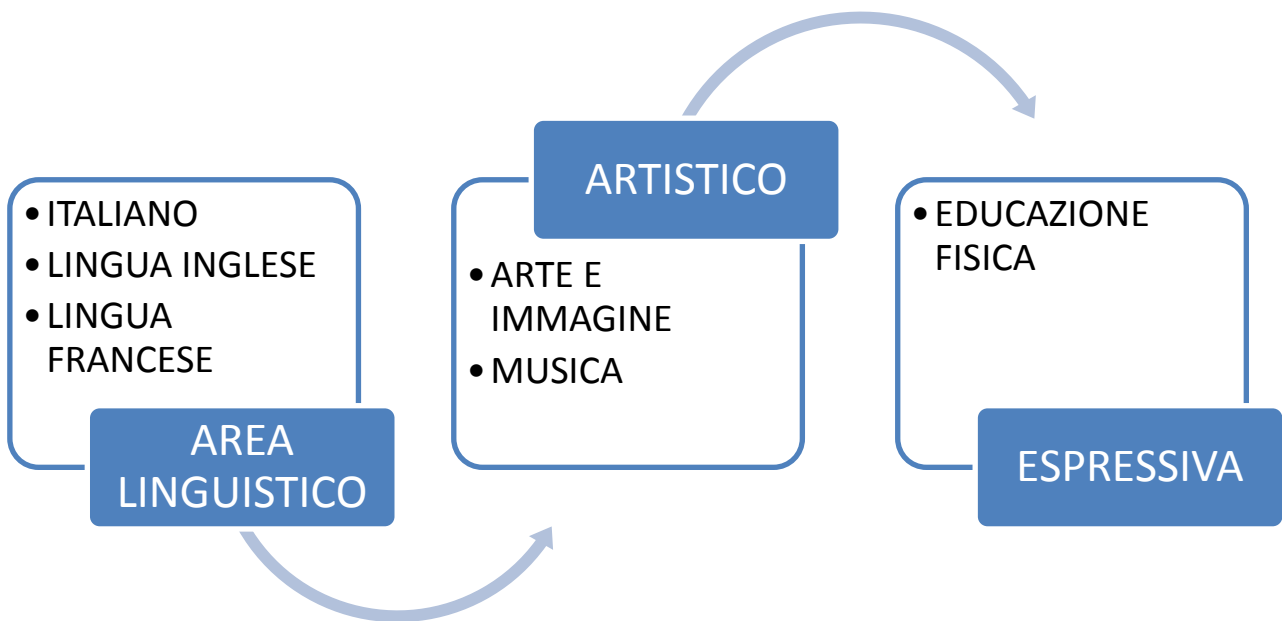 • ITALIANO
• LINGUA INGLESE
• LINGUA
FRANCESE
AREA
LINGUISTICO
ARTISTICO
• ARTE E
IMMAGINE
• MUSICA
• EDUCAZIONE
FISICA
ESPRESSIVA